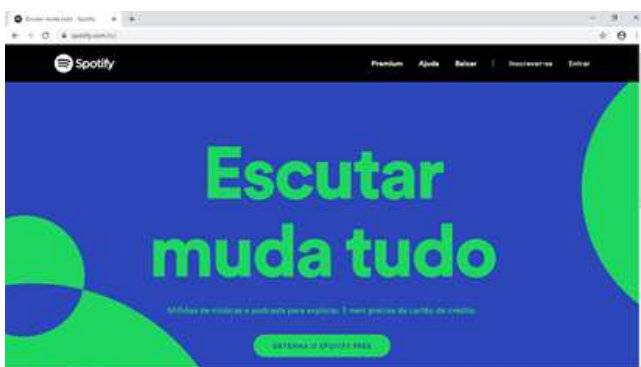 Escutar muda tudo - Spotify
spotify.com/br/
Spotify
Premium Ajuda Baixar | Inscrever-se Entrar
Escutar
muda tudo
Milhões de músicas e podcasts para explorar. E nem precisa de cartão de crédito.
OBTENHA O SPOTIFY FREE